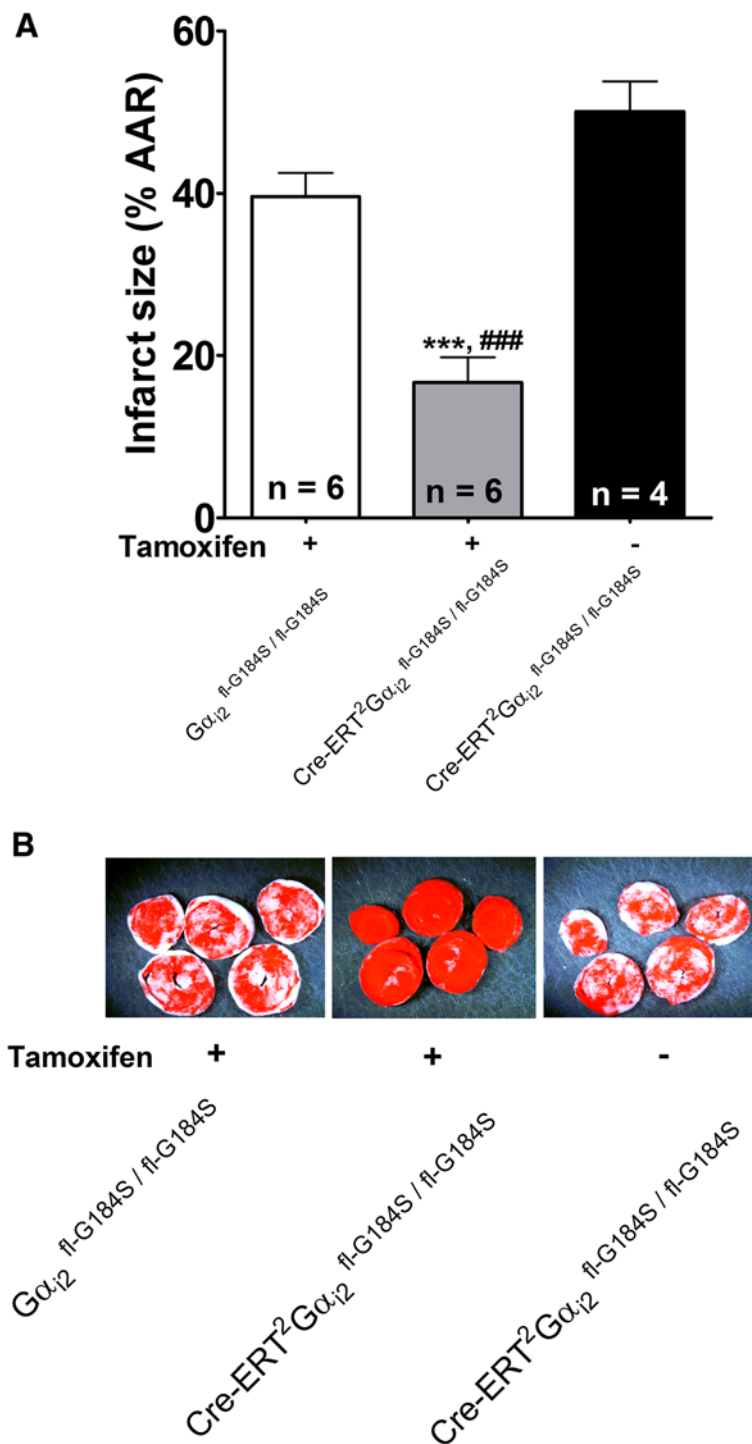 A
Infarct size (% AAR)
60
40
20
0
***, ###
n = 6
n = 6
n = 4
Tamoxifen + + -
Gαi2 fl-G184S / fl-G184S
Cre-ERT2Gαi2 fl-G184S / fl-G184S
Cre-ERT2Gαi2 fl-G184S / fl-G184S
B
Tamoxifen + + -
Gαi2 fl-G184S / fl-G184S
Cre-ERT2Gαi2 fl-G184S / fl-G184S
Cre-ERT2Gαi2 fl-G184S / fl-G184S